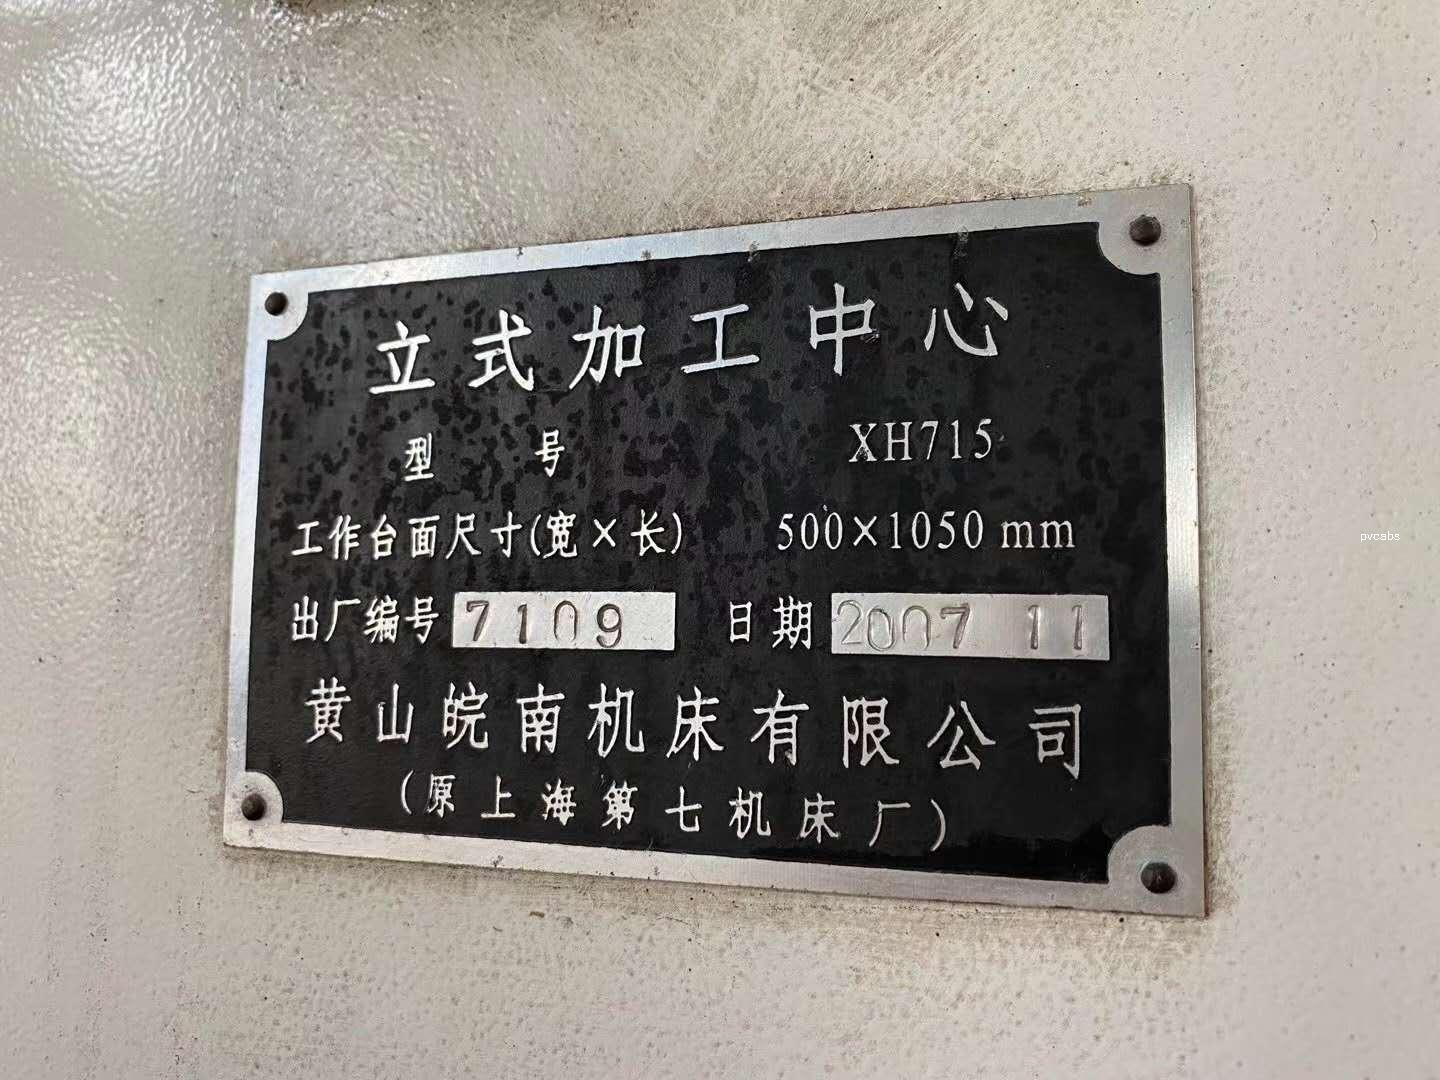 立式加工中心
型号 XH715
工作台面尺寸(宽×长) 500×1050 mm
出厂编号 7109 日期 2007 11
黄山皖南机床有限公司
(原上海第七机床厂)
pvcabs